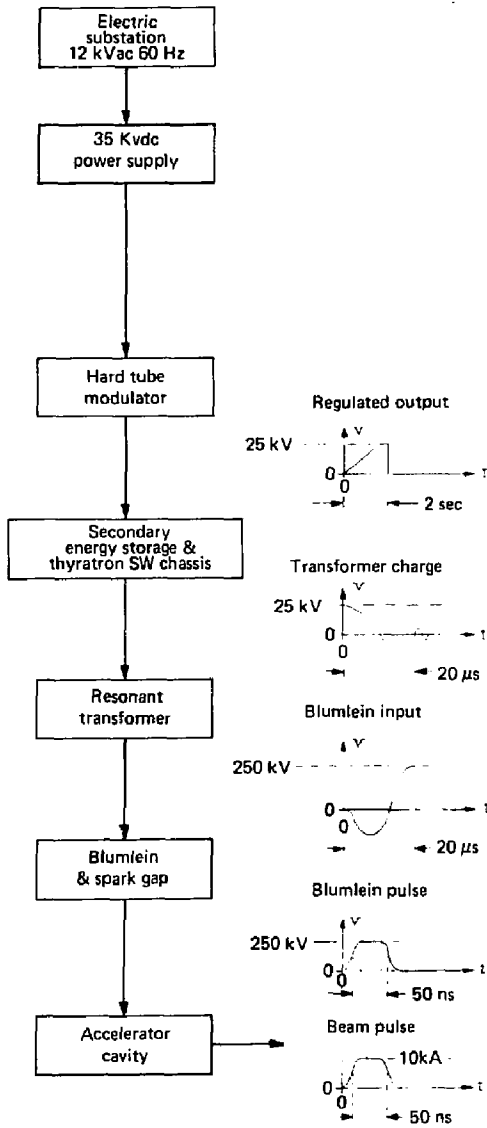 Electric
substation
12 kVac 60 Hz
35 Kvdc
power supply
Hard tube
modulator
Regulated output
v
25 kV
0
0
T
2 sec
Secondary
energy storage &
thyratron SW chassis
Transformer charge
v
25 kV
0
0
t
20 μs
Resonant
transformer
Blumlein input
v
250 kV
0
0
t
20 μs
Blumlein
& spark gap
Blumlein pulse
v
250 kV
0
0
t
50 ns
Accelerator
cavity
Beam pulse
10kA
0
0
t
50 ns